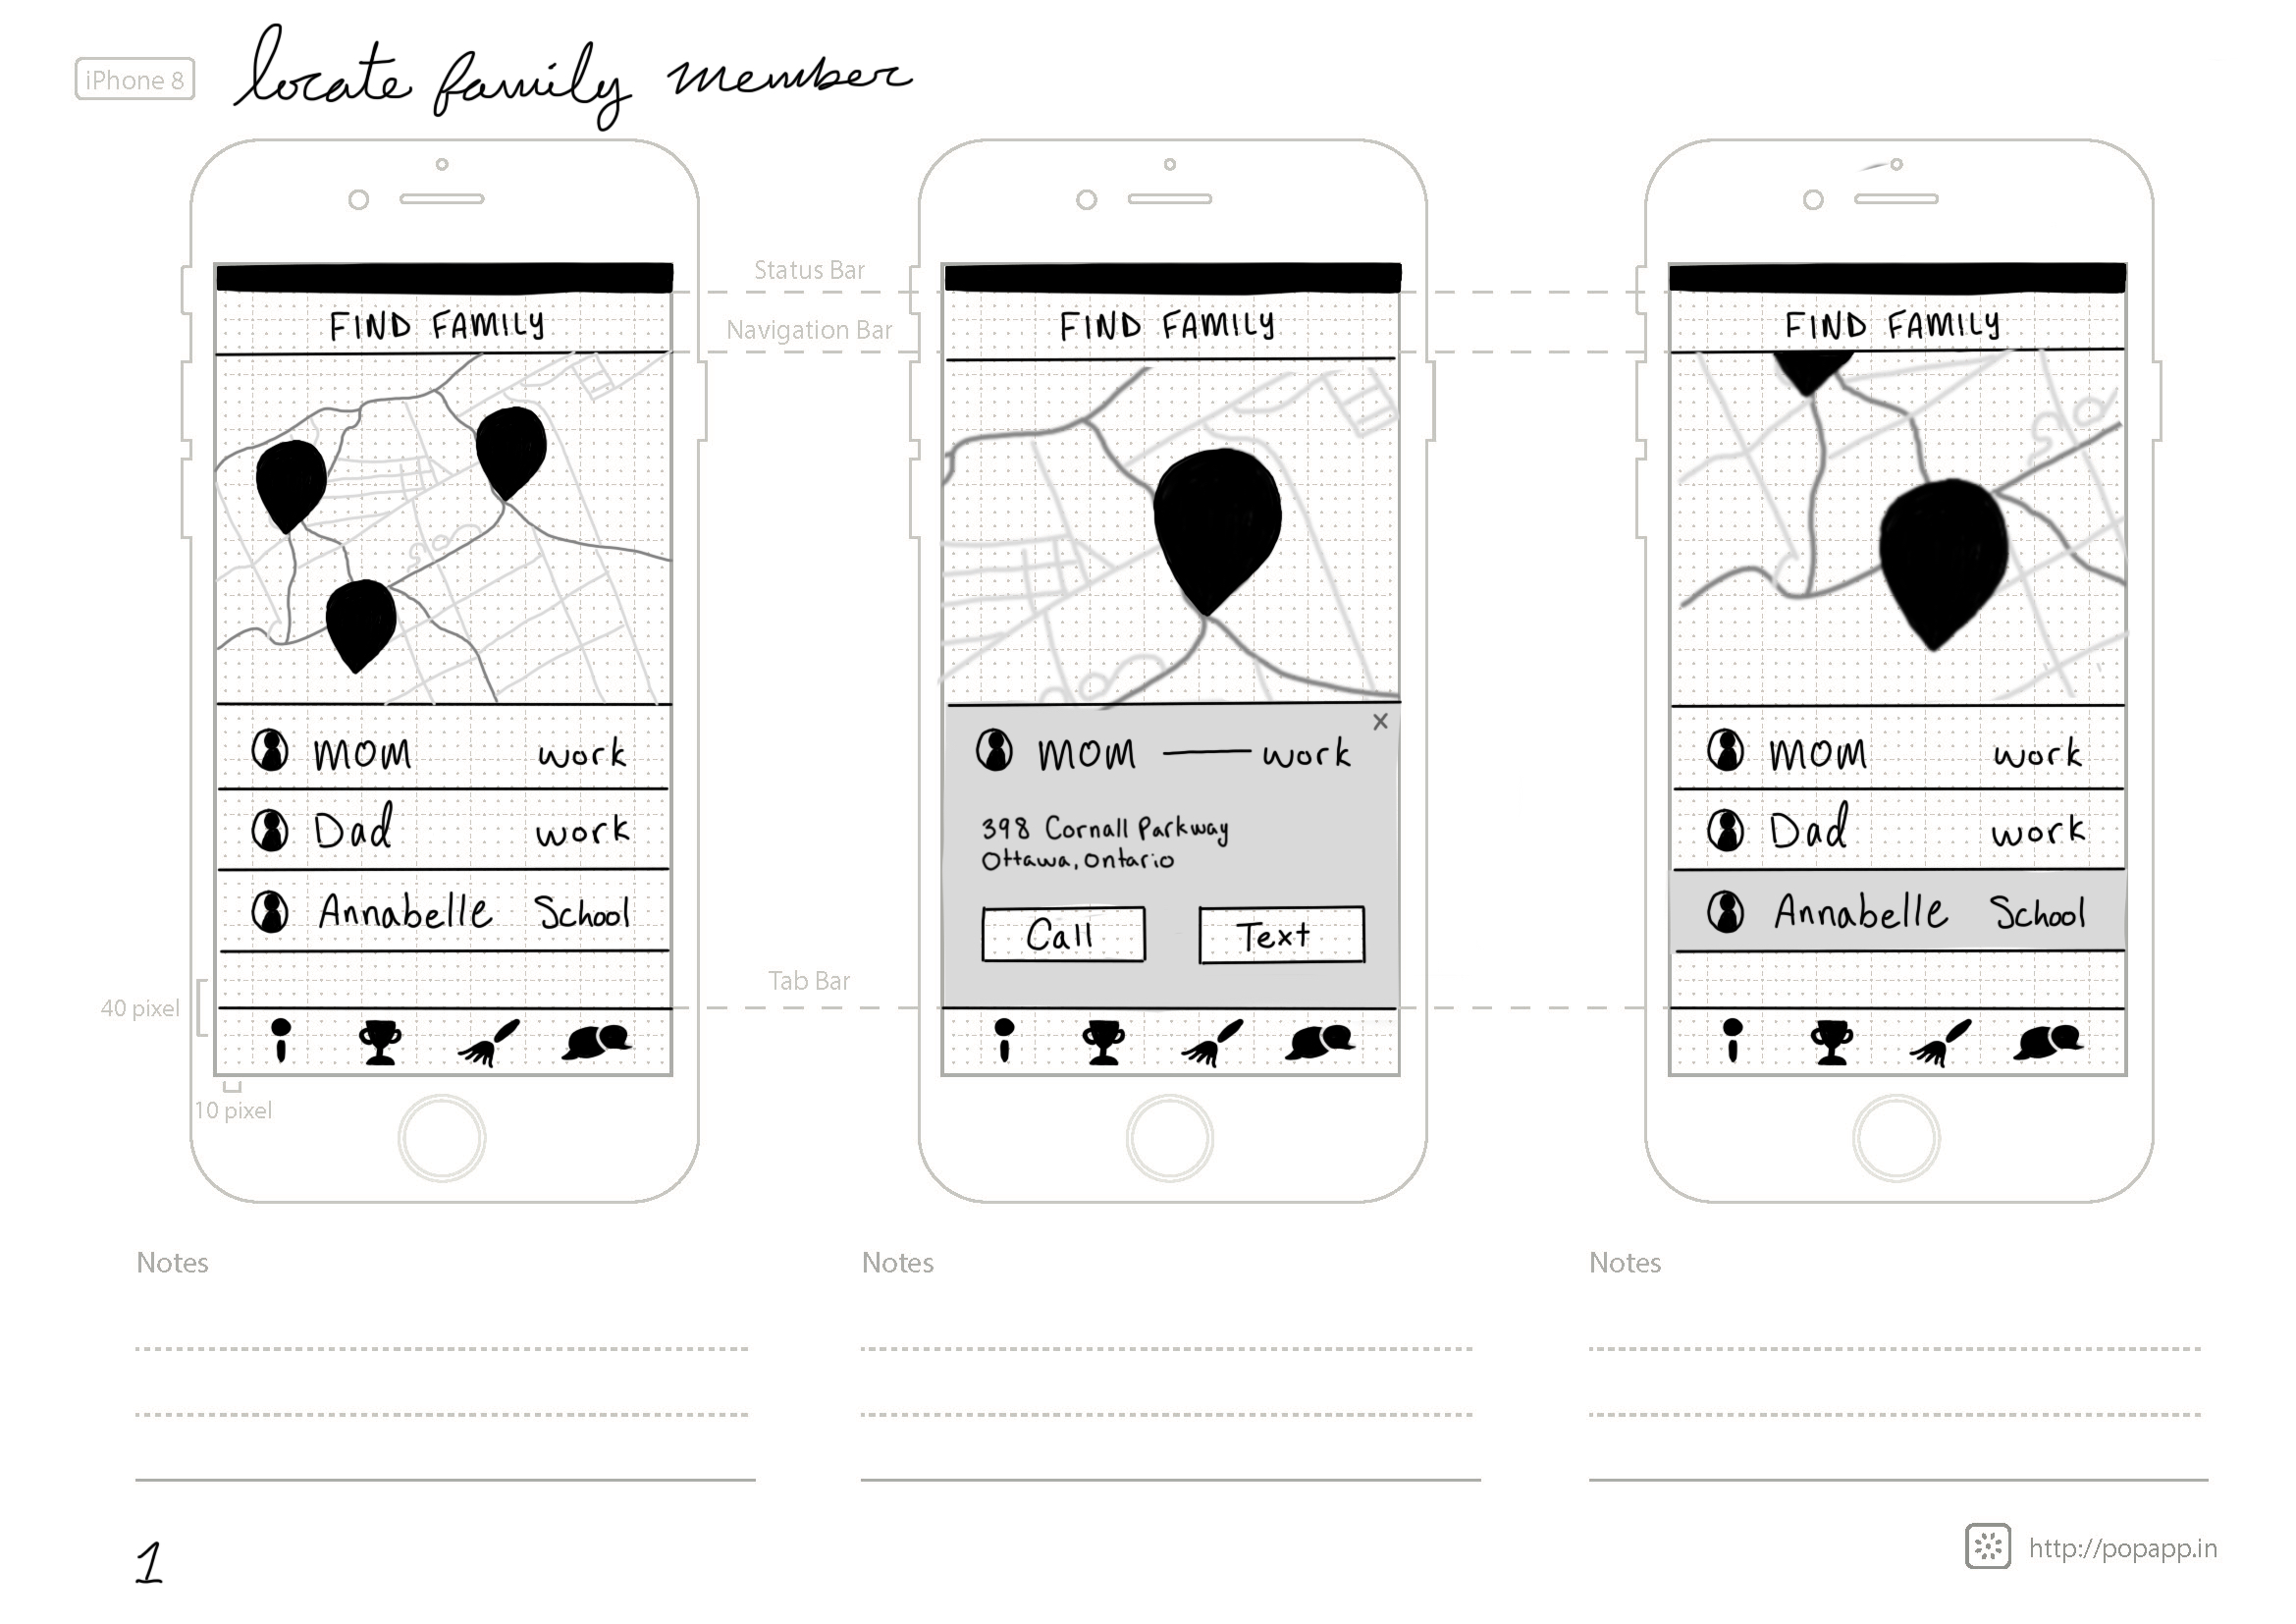 iPhone 8
locate family member
FIND FAMILY
MOM work
Dad work
Annabelle School
Status Bar
Navigation Bar
Tab Bar
40 pixel
10 pixel
FIND FAMILY
x
MOM — work
398 Cornall Parkway
Ottawa, Ontario
Call Text
FIND FAMILY
MOM work
Dad work
Annabelle School
Notes
Notes
Notes
1
http://popapp.in